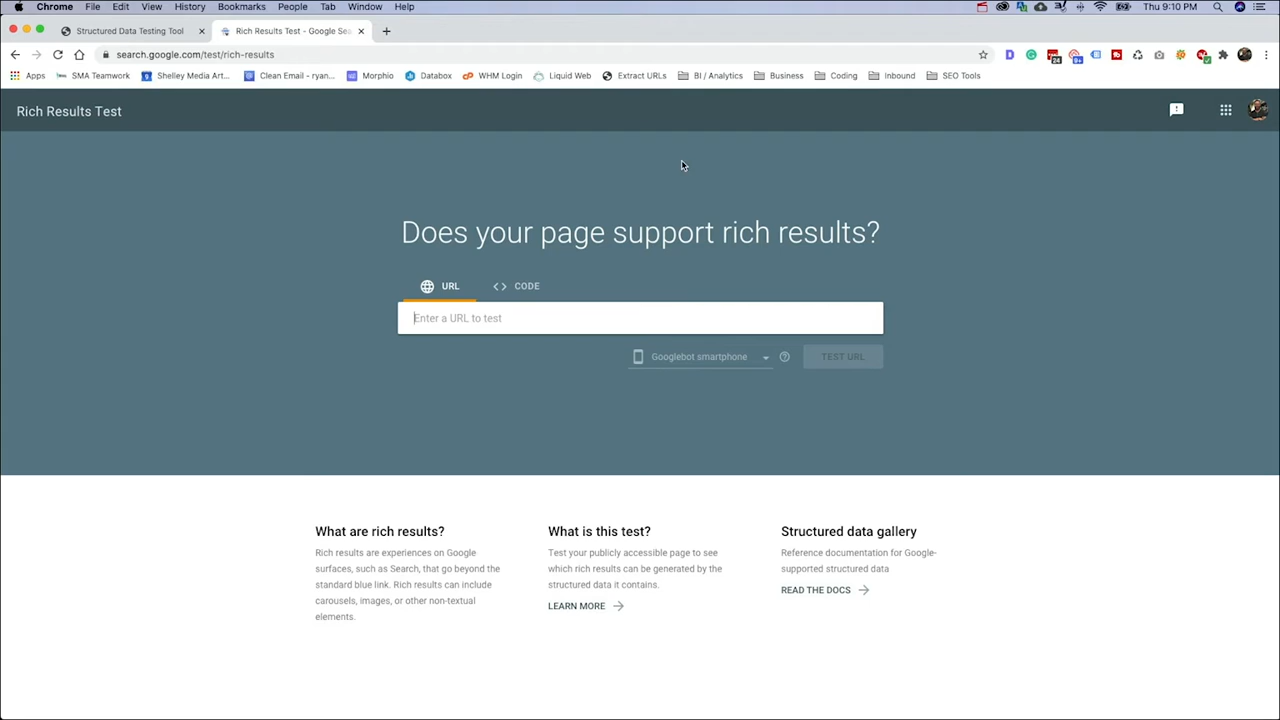 Chrome File Edit View History Bookmarks People Tab Window Help Thu 9:10 PM
Structured Data Testing Tool Rich Results Test - Google Sea
search.google.com/test/rich-results
24 9+
Apps SMA Teamwork Shelley Media Art... Clean Email - ryan... Morphio Databox WHM Login Liquid Web Extract URLs BI / Analytics Business Coding Inbound SEO Tools
Rich Results Test
Does your page support rich results?
URL <> CODE
Enter a URL to test
Googlebot smartphone TEST URL
What are rich results?
Rich results are experiences on Google
surfaces, such as Search, that go beyond the
standard blue link. Rich results can include
carousels, images, or other non-textual
elements.
What is this test?
Test your publicly accessible page to see
which rich results can be generated by the
structured data it contains.
LEARN MORE
Structured data gallery
Reference documentation for Google-
supported structured data
READ THE DOCS